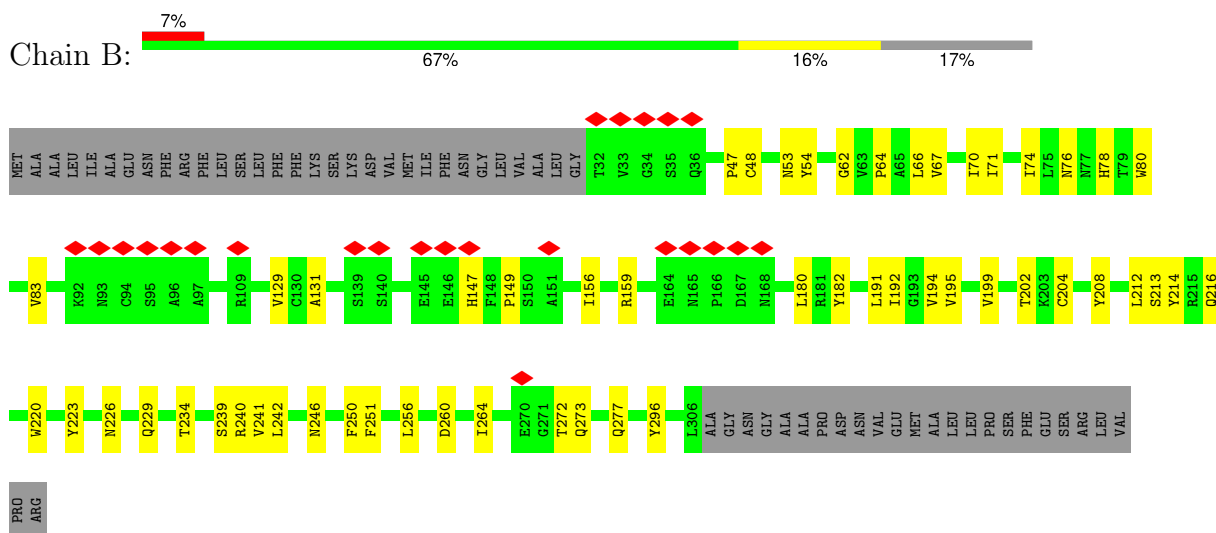 7%
Chain B:
67% 16% 17%
MET ALA ALA LEU ILE ALA GLU ASN PHE ARG PHE LEU SER LEU PHE PHE LYS SER LYS ASP VAL MET ILE PHE ASN GLY LEU VAL ALA LEU GLY T32 V33 G34 S35 Q36 P47 C48 N53 Y54 G62 V63 P64 A65 L66 V67 I70 I71 I74 L75 N76 N77 H78 T79 W80
V83 K92 N93 C94 S95 A96 A97 R109 V129 C130 A131 S139 S140 E145 E146 H147 F148 P149 S150 A151 I156 R159 E164 N165 P166 D167 N168 L180 R181 Y182 L191 I192 G193 V194 V195 V199 T202 K203 C204 Y208 L212 S213 Y214 R215 Q216
W220 Y223 N226 Q229 T234 S239 R240 V241 L242 N246 F250 F251 L256 D260 I264 E270 G271 T272 Q273 Q277 Y296 L306 ALA GLY ASN GLY ALA ALA PRO ASP ASN VAL GLU MET ALA LEU LEU PRO SER PHE GLU SER ARG LEU VAL
PRO ARG